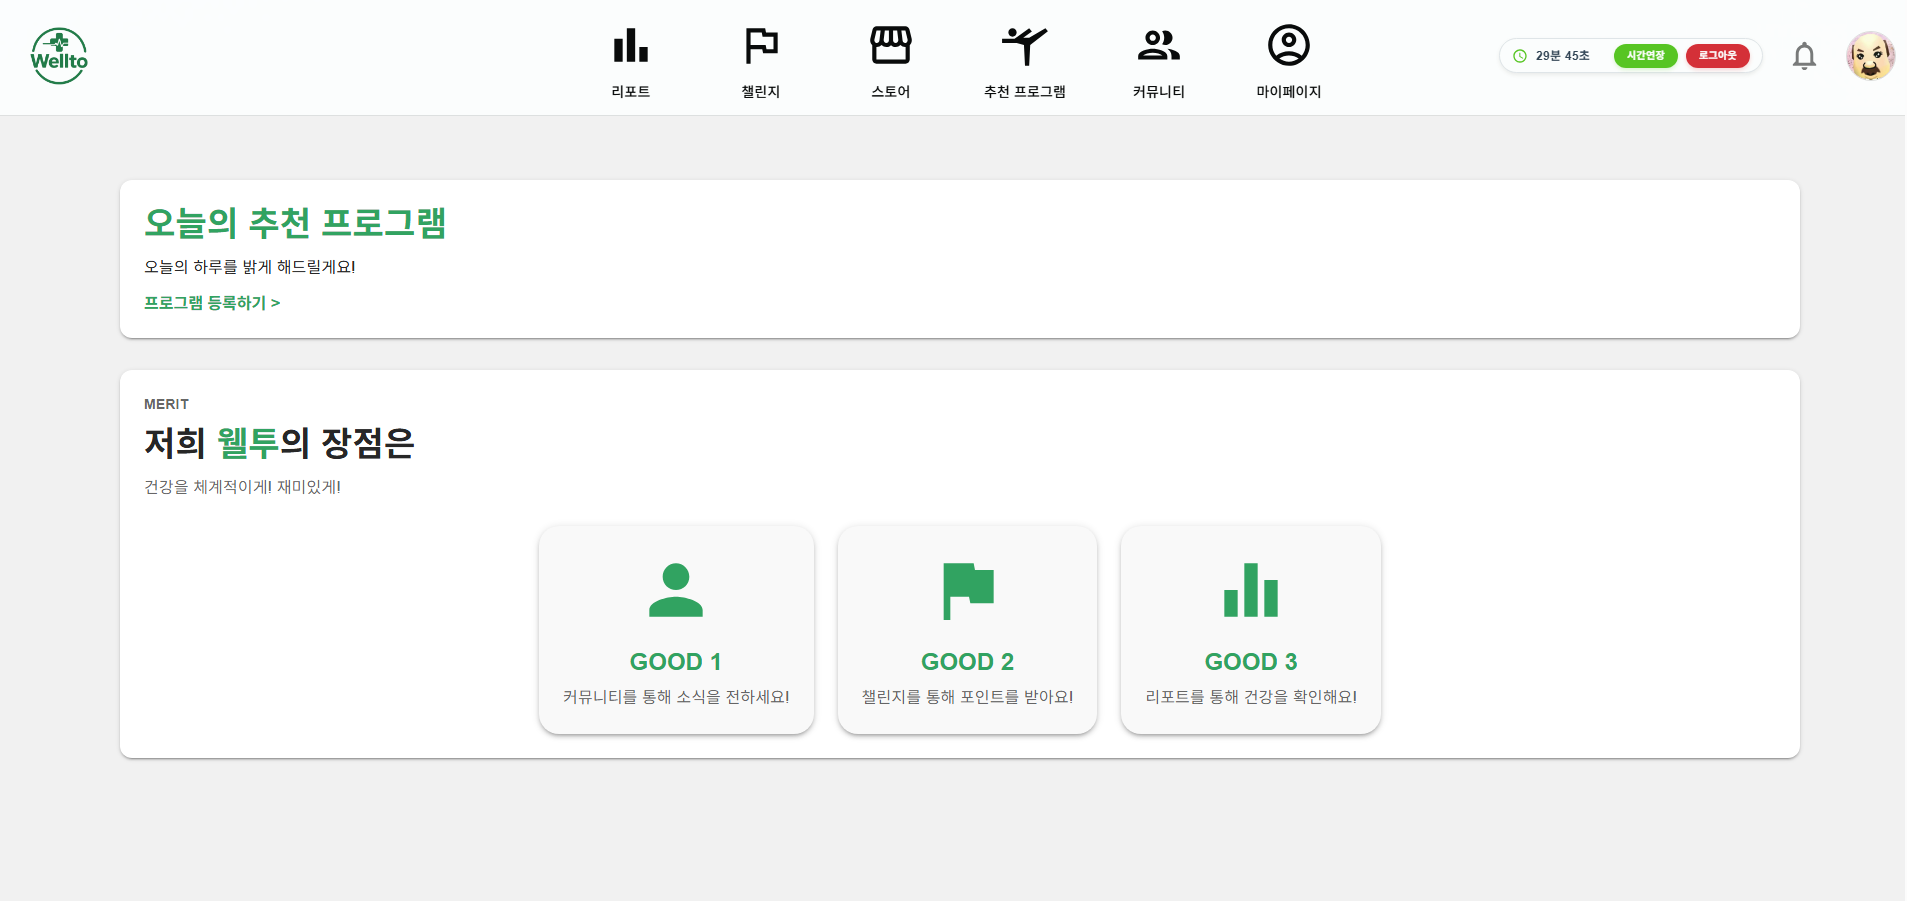 Wellto
리포트
챌린지
스토어
추천 프로그램
커뮤니티
마이페이지
29분 45초
시간연장
로그아웃
오늘의 추천 프로그램
오늘의 하루를 밝게 해드릴게요!
프로그램 등록하기 >
MERIT
저희 웰투의 장점은
건강을 체계적이게! 재미있게!
GOOD 1
커뮤니티를 통해 소식을 전하세요!
GOOD 2
챌린지를 통해 포인트를 받아요!
GOOD 3
리포트를 통해 건강을 확인해요!